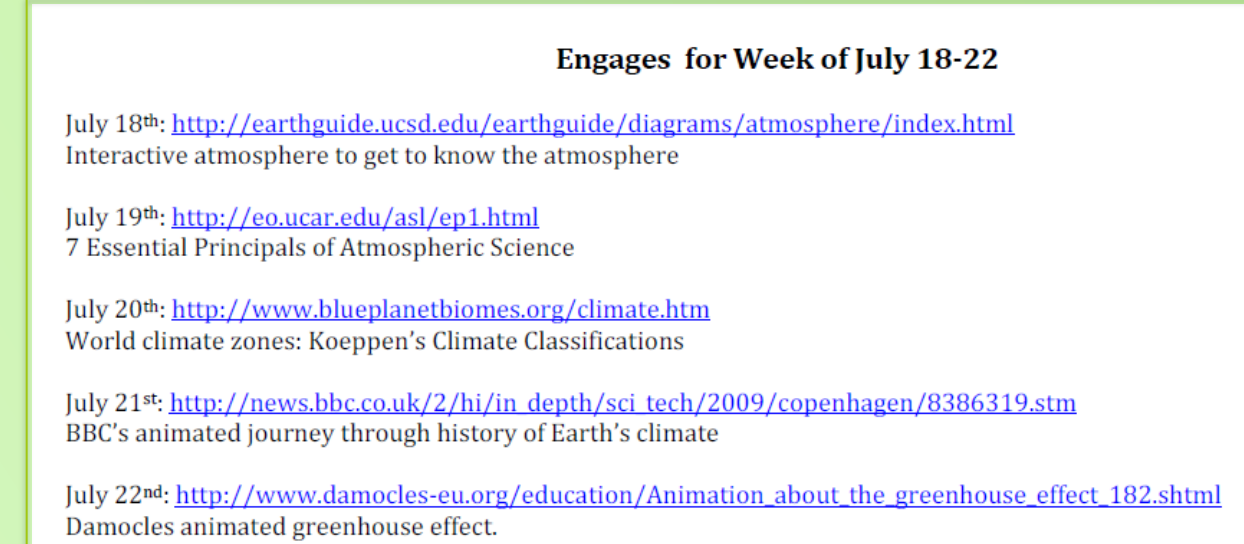 Engages for Week of July 18-22
July 18th: http://earthguide.ucsd.edu/earthguide/diagrams/atmosphere/index.html
Interactive atmosphere to get to know the atmosphere
July 19th: http://eo.ucar.edu/asl/ep1.html
7 Essential Principals of Atmospheric Science
July 20th: http://www.blueplanetbiomes.org/climate.htm
World climate zones: Koeppen’s Climate Classifications
July 21st: http://news.bbc.co.uk/2/hi/in_depth/sci_tech/2009/copenhagen/8386319.stm
BBC’s animated journey through history of Earth’s climate
July 22nd: http://www.damocles-eu.org/education/Animation_about_the_greenhouse_effect_182.shtml
Damocles animated greenhouse effect.